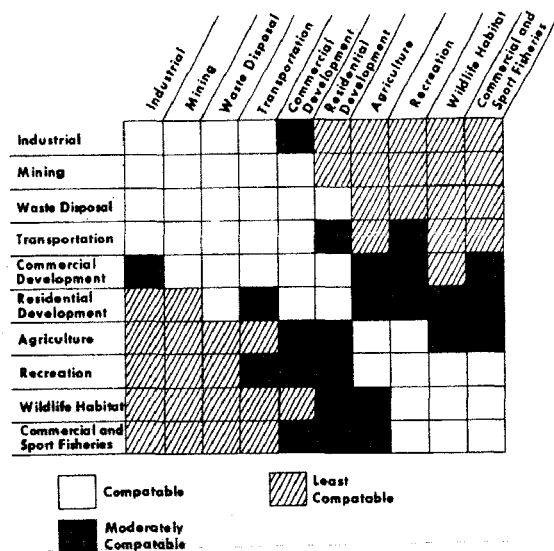 Industrial
Mining
Waste Disposal
Transportation
Commercial
Development
Residential
Development
Agriculture
Recreation
Wildlife Habitat
Commercial and
Sport Fisheries
Industrial
Mining
Waste Disposal
Transportation
Commercial
Development
Residential
Development
Agriculture
Recreation
Wildlife Habitat
Commercial and
Sport Fisheries
Compatable
Least
Compatable
Moderately
Compatable